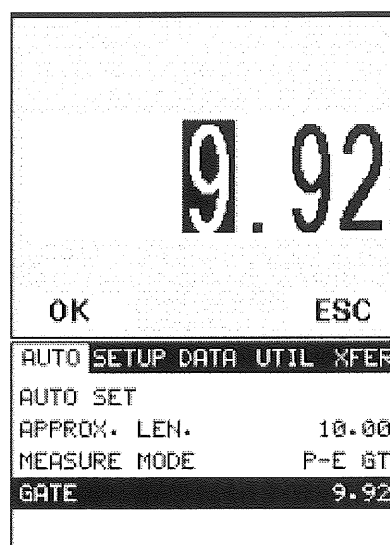 9.92
OK ESC
AUTO SETUP DATA UTIL XFER
AUTO SET
APPROX. LEN. 10.00
MEASURE MODE P-E GT
GATE 9.92